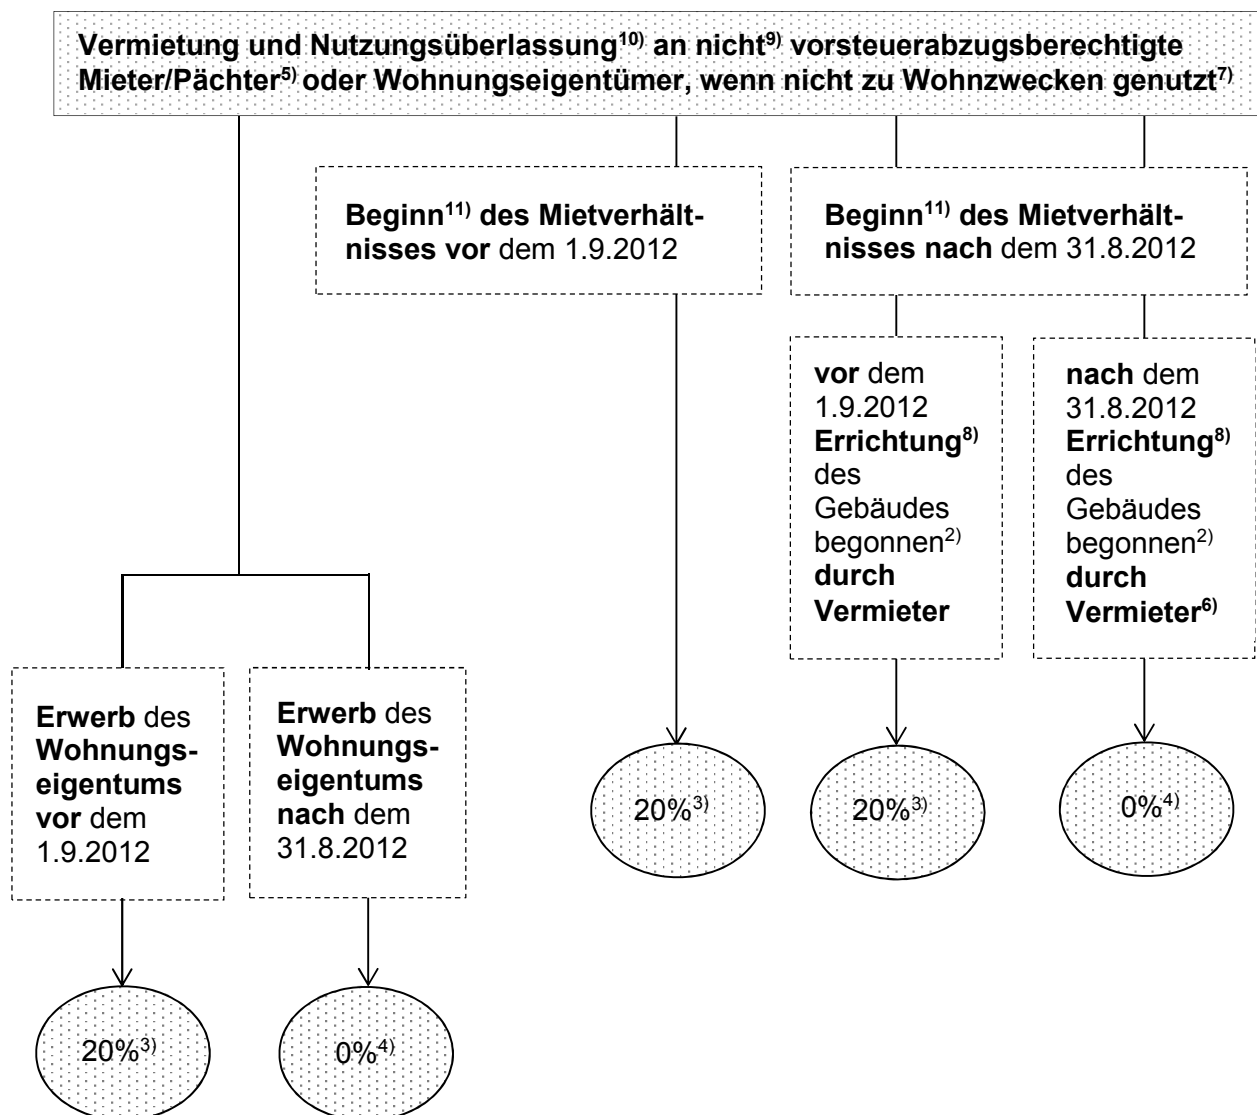 Vermietung und Nutzungsüberlassung10) an nicht9) vorsteuerabzugsberechtigte
Mieter/Pächter5) oder Wohnungseigentümer, wenn nicht zu Wohnzwecken genutzt7)
Beginn11) des Mietverhält-
nisses vor dem 1.9.2012
Beginn11) des Mietverhält-
nisses nach dem 31.8.2012
vor dem
1.9.2012
Errichtung8)
des
Gebäudes
begonnen2)
durch
Vermieter
nach dem
31.8.2012
Errichtung8)
des
Gebäudes
begonnen2)
durch
Vermieter6)
Erwerb des
Wohnungs-
eigentums
vor dem
1.9.2012
Erwerb des
Wohnungs-
eigentums
nach dem
31.8.2012
20%3)
20%3)
0%4)
20%3)
0%4)